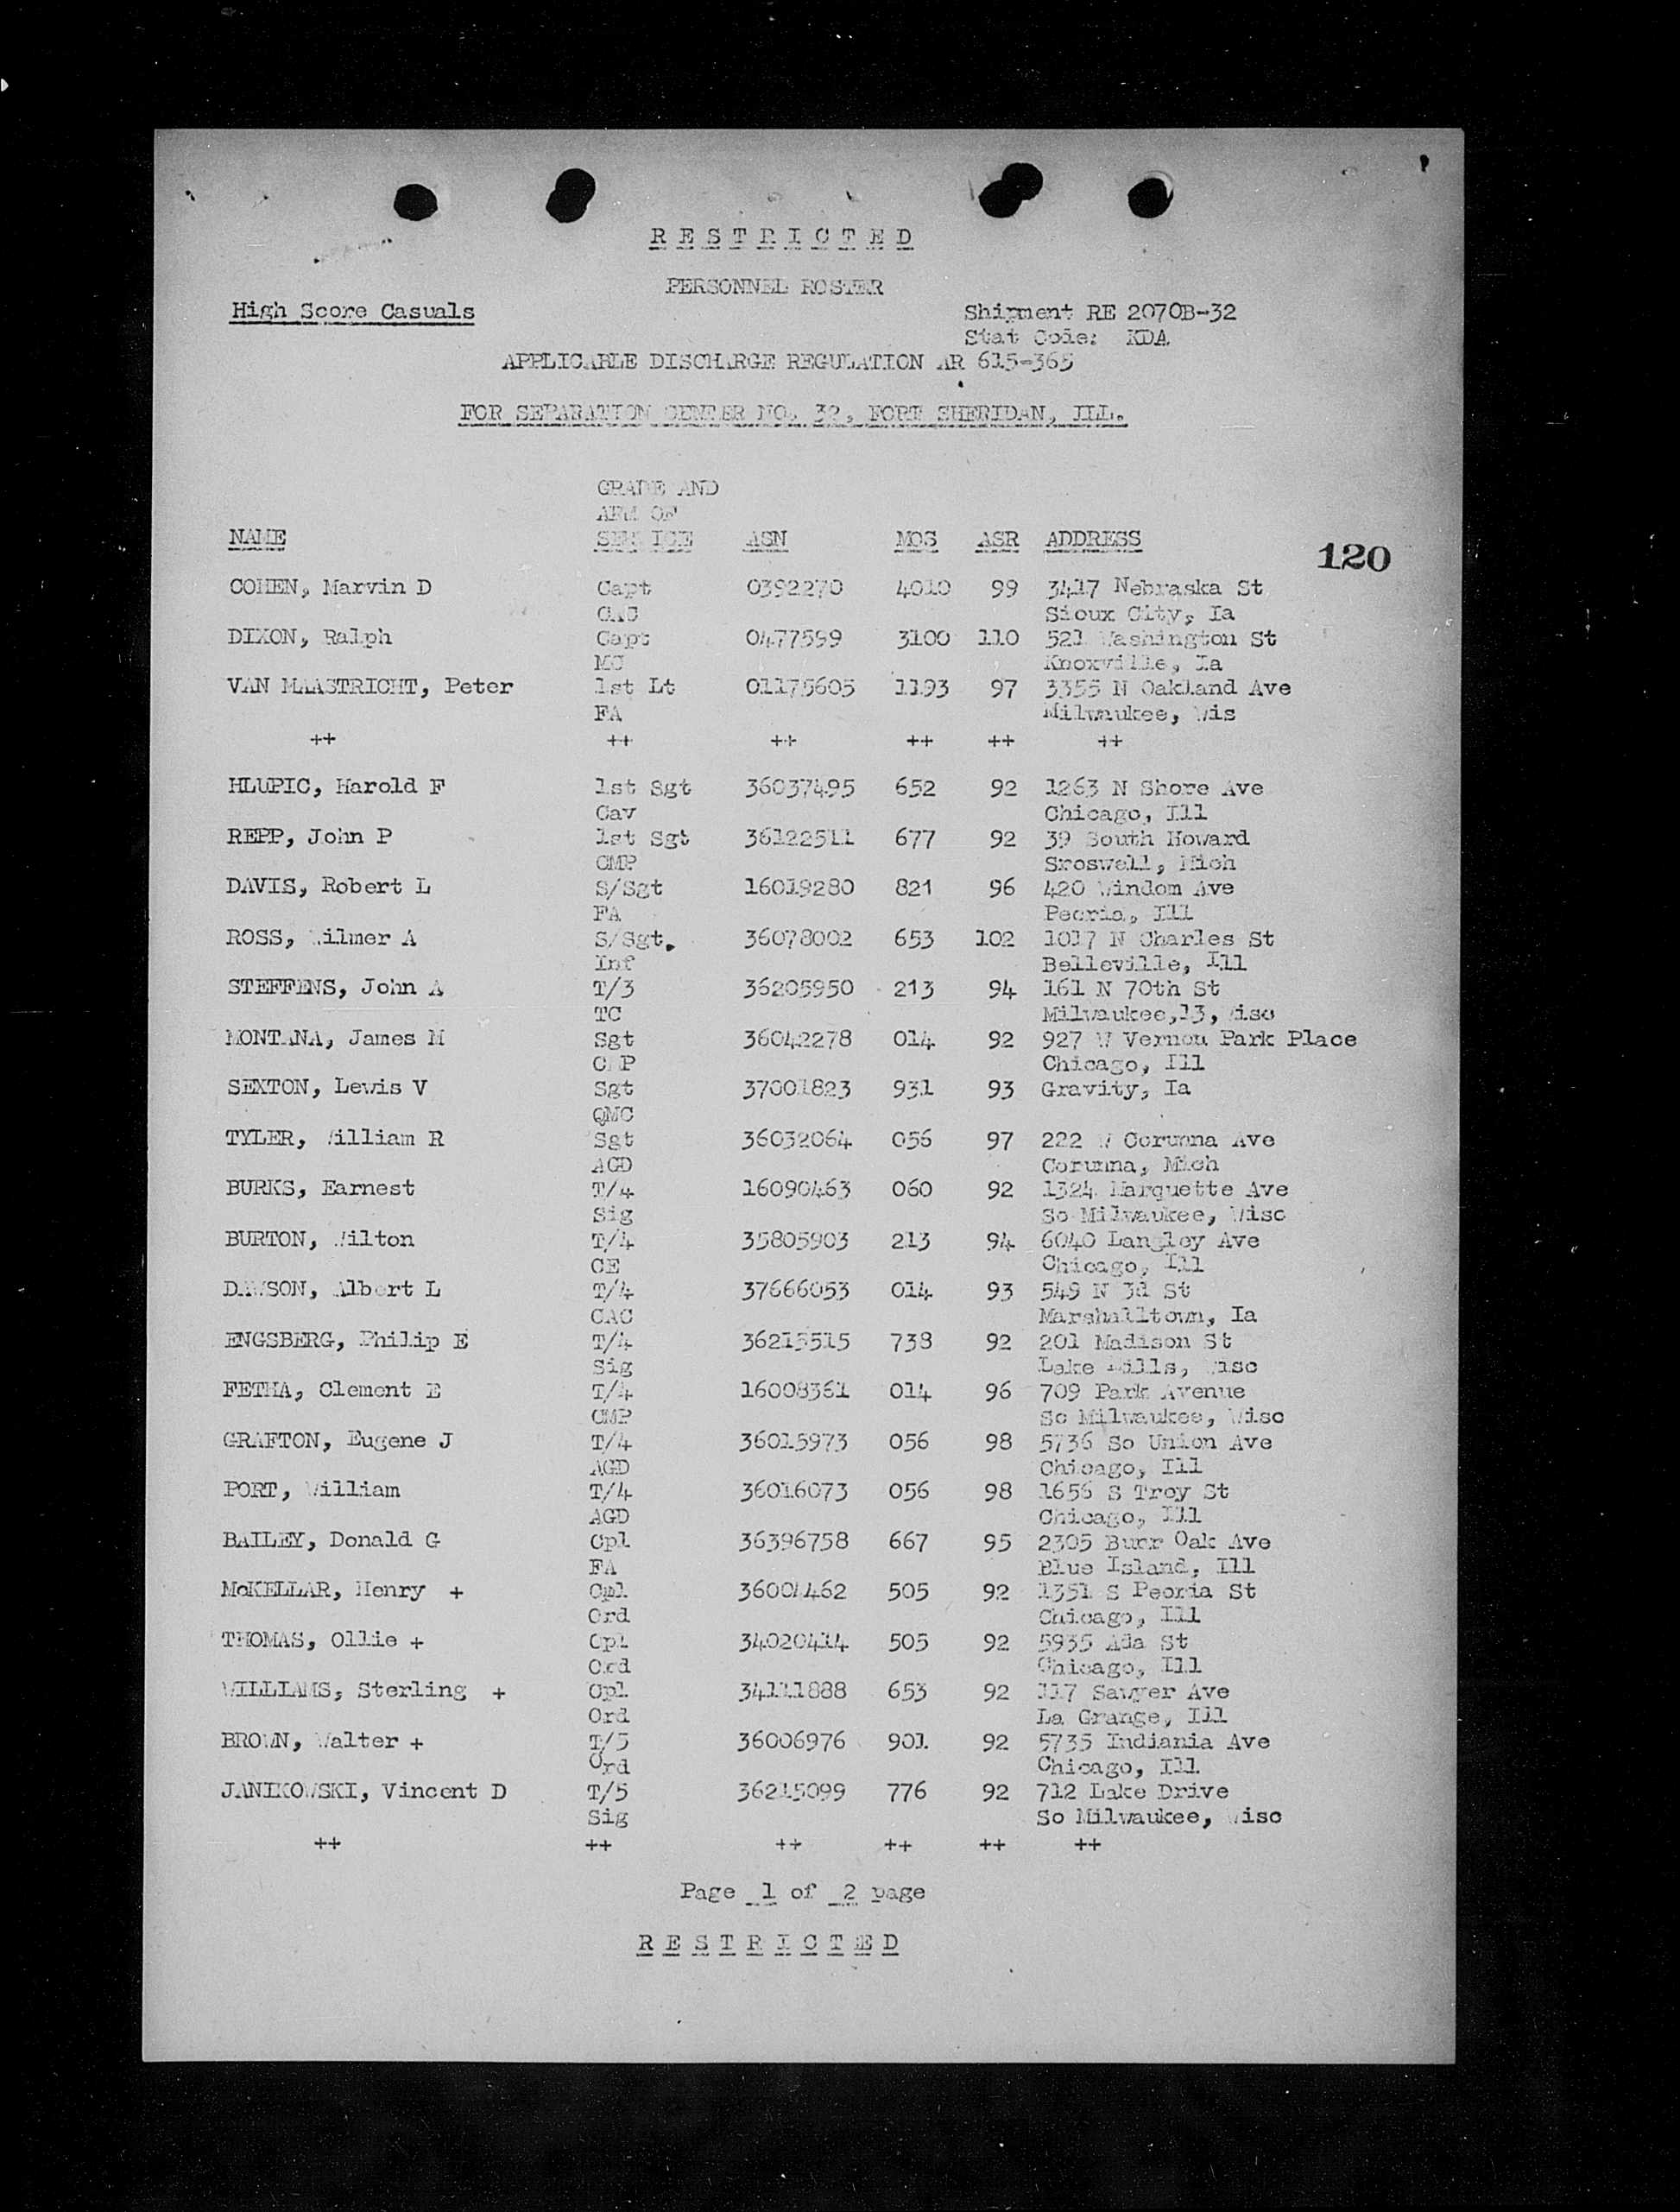 RESTRICTED
PERSONNEL ROSTER
High Score Casuals Shipment RE 2070B-32
Stat Code: KDA
APPLICABLE DISCHARGE REGULATION AR 615-365
FOR SEPARATION CENTER NO. 32, FORT SHERIDAN, ILL.
GRADE AND
ARM OF
NAME SERVICE ASN MOS ASR ADDRESS
120
COHEN, Marvin D Capt 0392270 4010 99 3417 Nebraska St
CAC Sioux City, Ia
DIXON, Ralph Capt 0477599 3100 110 521 Washington St
MC Knoxville, Ia
VAN MAASTRICHT, Peter 1st Lt 01175605 1193 97 3355 N Oakland Ave
FA Milwaukee, Wis
++ ++ ++ ++ ++ ++
HLUPIC, Harold F 1st Sgt 36037495 652 92 1263 N Shore Ave
Cav Chicago, Ill
REPP, John P 1st Sgt 36122511 677 92 39 South Howard
CMP Sroswell, Mich
DAVIS, Robert L S/Sgt 16019280 821 96 420 Windom Ave
FA Peoria, Ill
ROSS, Wilmer A S/Sgt. 36078002 653 102 1017 N Charles St
Inf Belleville, Ill
STEFFENS, John A T/3 36205950 213 94 161 N 70th St
TC Milwaukee,13, Wisc
MONTANA, James M Sgt 36042278 014 92 927 W Vernon Park Place
CMP Chicago, Ill
SEXTON, Lewis V Sgt 37001823 931 93 Gravity, Ia
QMC
TYLER, William R Sgt 36032064 056 97 222 W Corunna Ave
AGD Corunna, Mich
BURKS, Earnest T/4 16090463 060 92 1324 Marquette Ave
Sig So Milwaukee, Wisc
BURTON, Wilton T/4 35805903 213 94 6040 Langley Ave
CE Chicago, Ill
DAWSON, Albert L T/4 37666053 014 93 549 N 3d St
CAC Marshalltown, Ia
ENGSBERG, Philip E T/4 36215515 738 92 201 Madison St
Sig Lake Mills, Wisc
FETHA, Clement E T/4 16008361 014 96 709 Park Avenue
CMP So Milwaukee, Wisc
GRAFTON, Eugene J T/4 36015973 056 98 5736 So Union Ave
AGD Chicago, Ill
PORT, William T/4 36016073 056 98 1656 S Troy St
AGD Chicago, Ill
BAILEY, Donald G Cpl 36396758 667 95 2305 Burr Oak Ave
FA Blue Island, Ill
McKELLAR, Henry + Cpl 36004462 505 92 1351 S Peoria St
Ord Chicago, Ill
THOMAS, Ollie + Cpl 34020414 505 92 5935 Ada St
Ord Chicago, Ill
WILLIAMS, Sterling + Cpl 34111888 653 92 117 Sawyer Ave
Ord La Grange, Ill
BROWN, Walter + T/5 36006976 901 92 5735 Indiania Ave
Ord Chicago, Ill
JANIKOWSKI, Vincent D T/5 36215099 776 92 712 Lake Drive
Sig So Milwaukee, Wisc
++ ++ ++ ++ ++ ++
Page 1 of 2 page
RESTRICTED